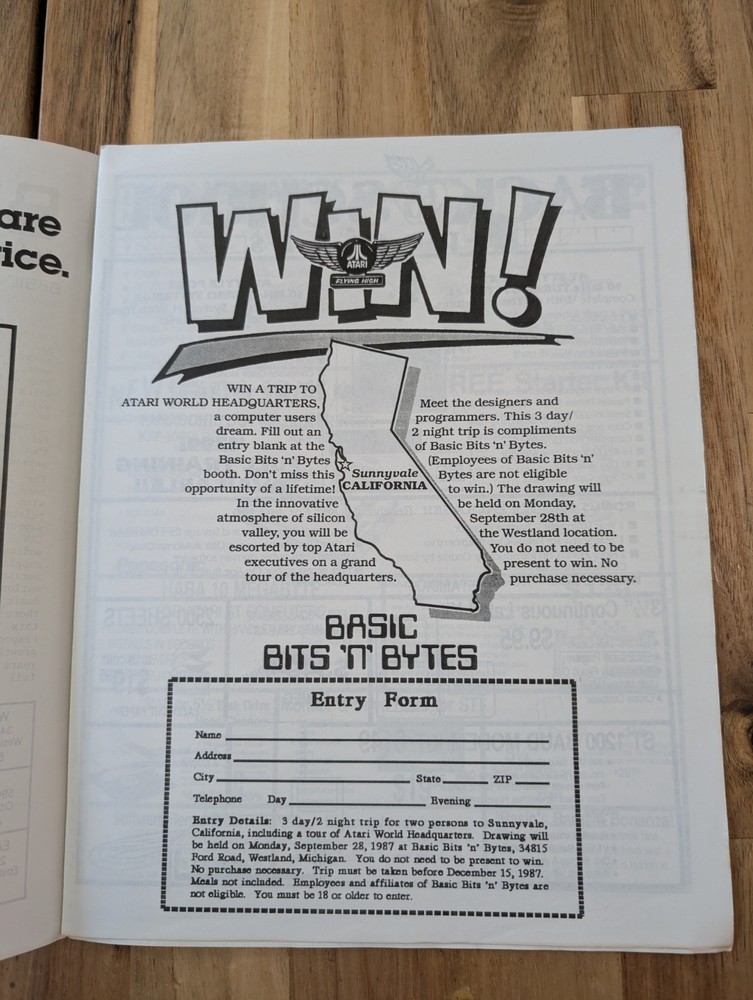 are
ice.
WIN!
ATARI
FLYING HIGH
WIN A TRIP TO
ATARI WORLD HEADQUARTERS,
a computer users
dream. Fill out an
entry blank at the
Basic Bits 'n' Bytes
booth. Don't miss this
opportunity of a lifetime!
In the innovative
atmosphere of silicon
valley, you will be
escorted by top Atari
executives on a grand
tour of the headquarters.
Sunnyvale
CALIFORNIA
Meet the designers and
programmers. This 3 day/
2 night trip is compliments
of Basic Bits 'n' Bytes.
(Employees of Basic Bits 'n'
Bytes are not eligible
to win.) The drawing will
be held on Monday,
September 28th at
the Westland location.
You do not need to be
present to win. No
purchase necessary.
BASIC
BITS 'n' BYTES
Entry Form
Name
Address
City State ZIP
Telephone Day Evening
Entry Details: 3 day/2 night trip for two persons to Sunnyvale,
California, including a tour of Atari World Headquarters. Drawing will
be held on Monday, September 28, 1987 at Basic Bits 'n' Bytes, 34815
Ford Road, Westland, Michigan. You do not need to be present to win.
No purchase necessary. Trip must be taken before December 15, 1987.
Meals not included. Employees and affiliates of Basic Bits 'n' Bytes are
not eligible. You must be 18 or older to enter.